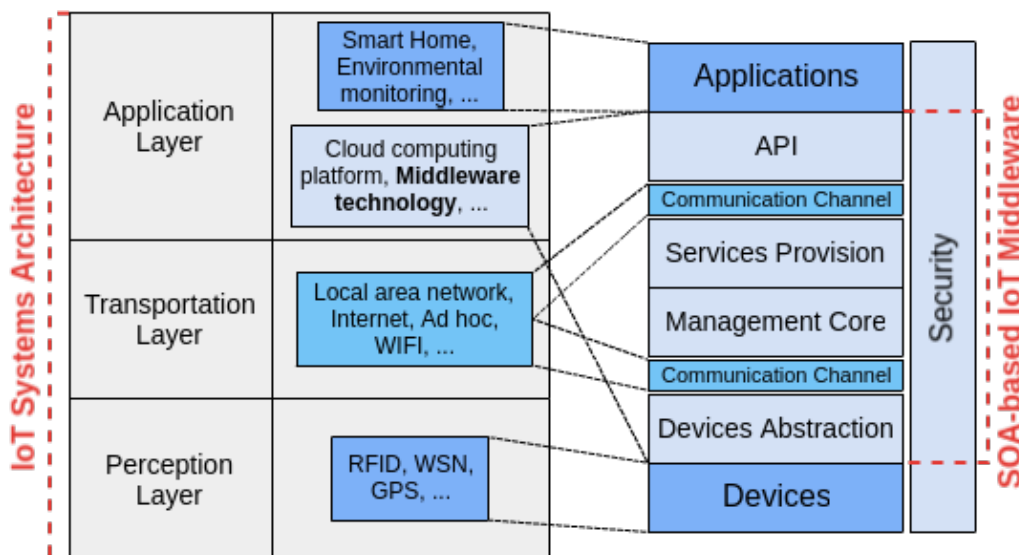 IoT Systems Architecture
Application
Layer
Smart Home,
Environmental
monitoring, ...
Cloud computing
platform, Middleware
technology, ...
Transportation
Layer
Local area network,
Internet, Ad hoc,
WIFI, ...
Perception
Layer
RFID, WSN,
GPS, ...
Applications
API
Communication Channel
Services Provision
Management Core
Communication Channel
Devices Abstraction
Devices
Security
SOA-based IoT Middleware